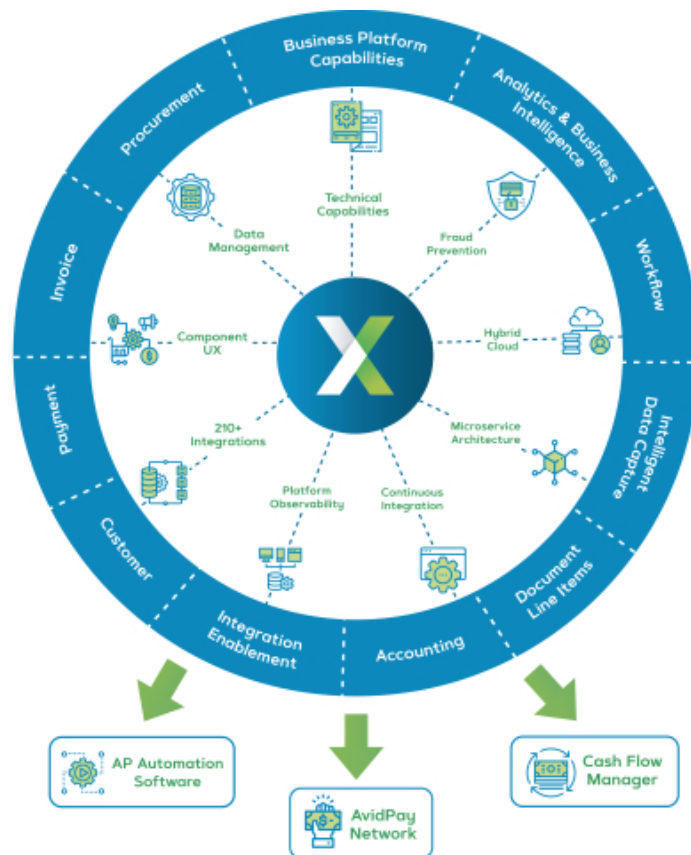 Business Platform
Capabilities
Analytics & Business
Intelligence
Workflow
Intelligent
Data Capture
Document
Line Items
Accounting
Integration
Enablement
Customer
Payment
Invoice
Procurement
Technical
Capabilities
Fraud
Prevention
Hybrid
Cloud
Microservice
Architecture
Continuous
Integration
Platform
Observability
210+
Integrations
Component
UX
Data
Management
AP Automation
Software
AvidPay
Network
Cash Flow
Manager